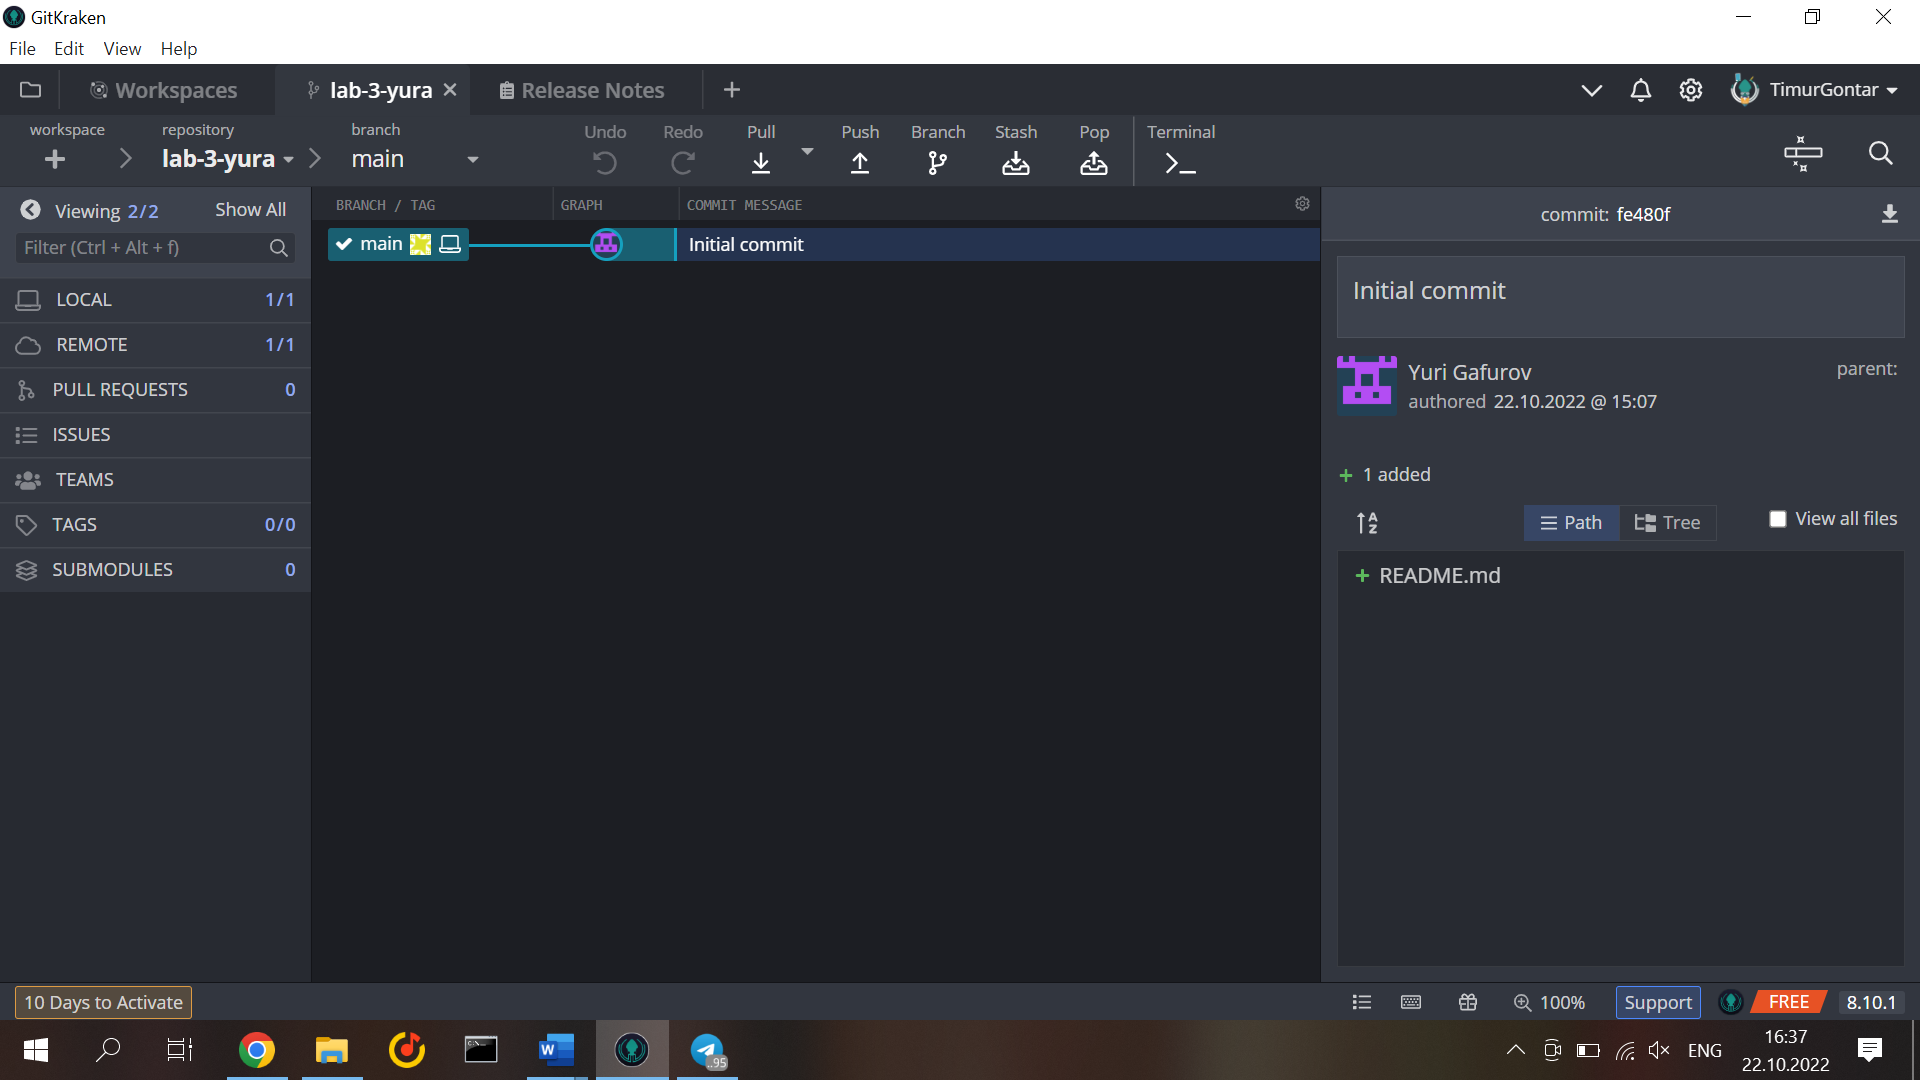 GitKraken
File Edit View Help
Workspaces lab-3-yura Release Notes TimurGontar
workspace repository branch Undo Redo Pull Push Branch Stash Pop Terminal
lab-3-yura main
Viewing 2/2 Show All
Filter (Ctrl + Alt + f)
LOCAL 1/1
REMOTE 1/1
PULL REQUESTS 0
ISSUES
TEAMS
TAGS 0/0
SUBMODULES 0
BRANCH / TAG GRAPH COMMIT MESSAGE
main Initial commit
commit: fe480f
Initial commit
Yuri Gafurov parent:
authored 22.10.2022 @ 15:07
+ 1 added
A Z Path Tree View all files
+ README.md
10 Days to Activate 100% Support FREE 8.10.1
..95 ENG 16:37
22.10.2022